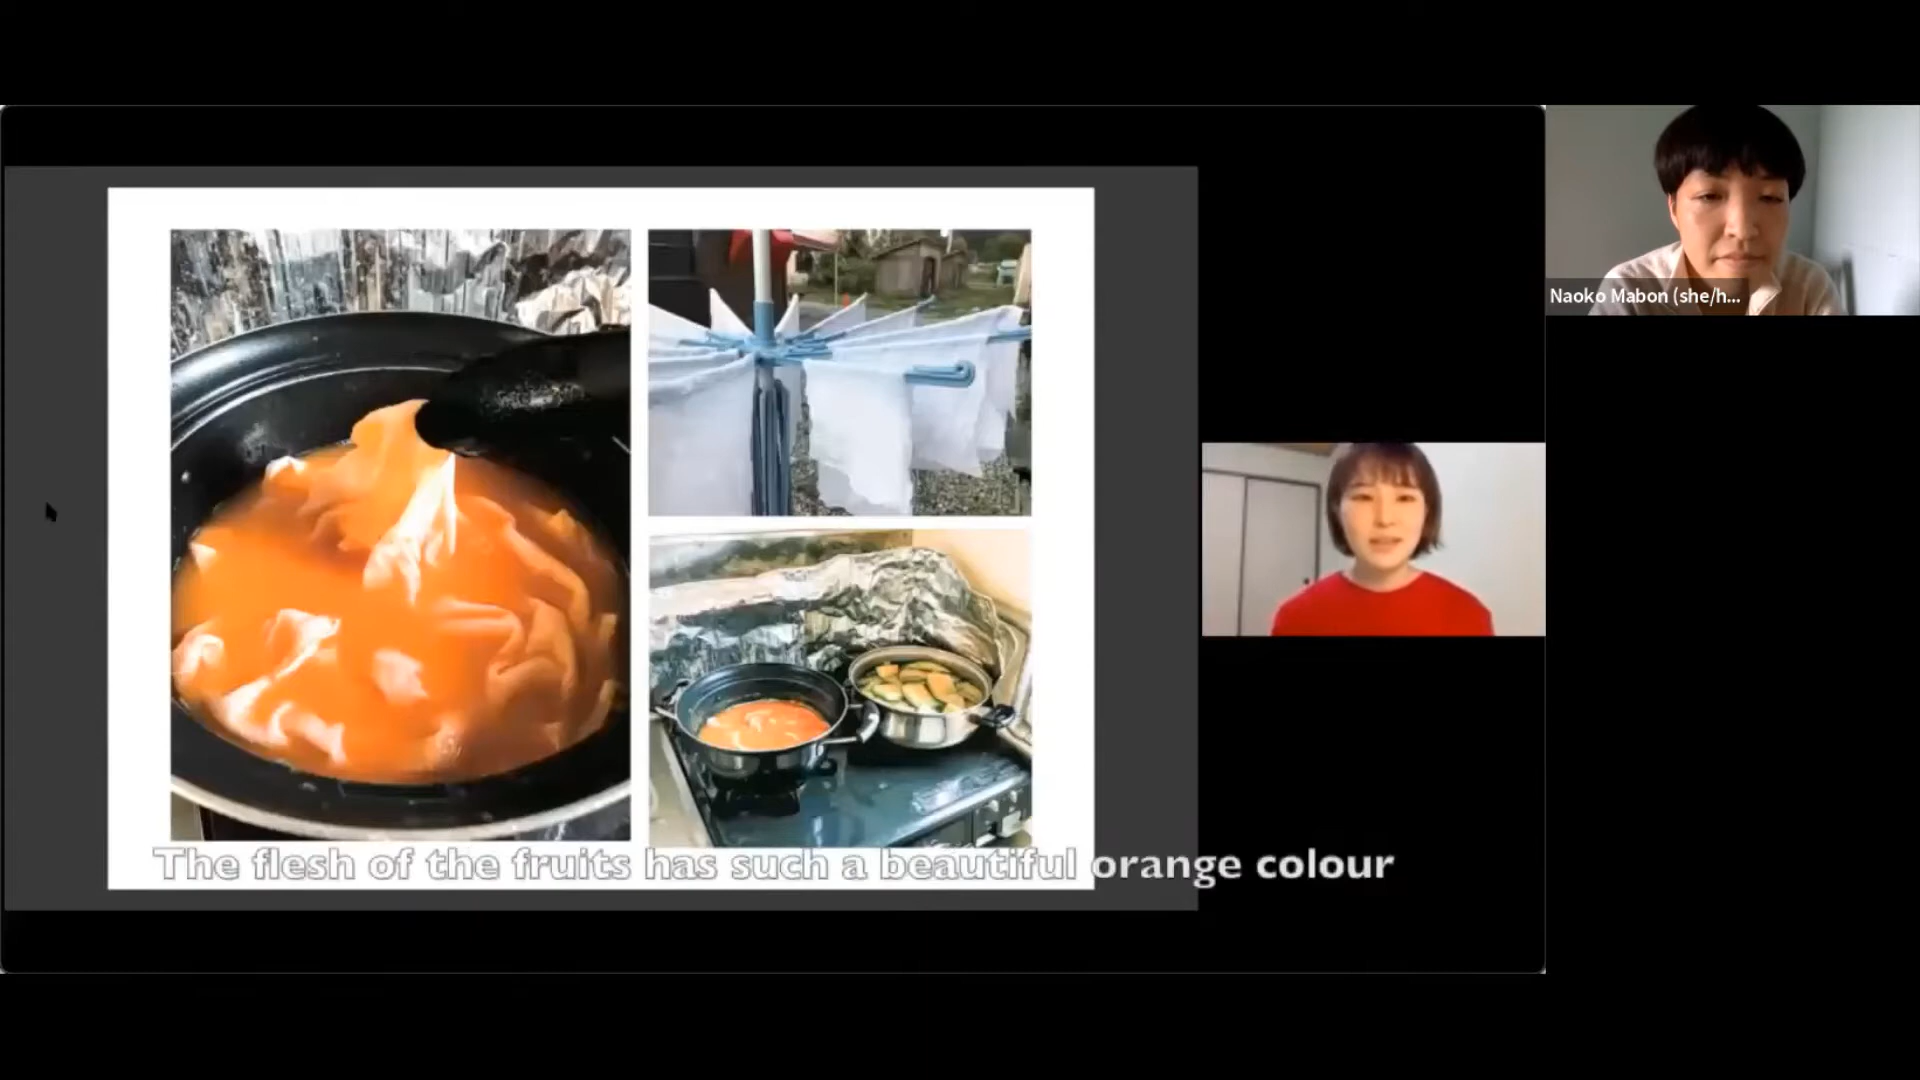 Naoko Mabon (she/h...
The flesh of the fruits has such a beautiful orange colour